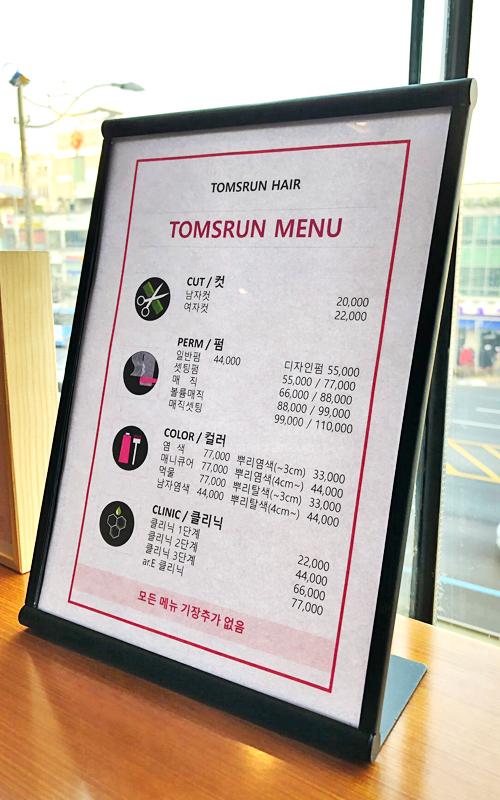 TOMSRUN HAIR
TOMSRUN MENU
CUT / 컷
남자컷 20,000
여자컷 22,000
PERM / 펌
일반펌 44,000 디자인펌 55,000
셋팅펌 55,000 / 77,000
매 직 66,000 / 88,000
볼륨매직 88,000 / 99,000
매직셋팅 99,000 / 110,000
COLOR / 컬러
염 색 77,000 뿌리염색(~3cm) 33,000
매니큐어 77,000 뿌리염색(4cm~) 44,000
먹물 77,000 뿌리탈색(~3cm) 33,000
남자염색 44,000 뿌리탈색(4cm~) 44,000
CLINIC / 클리닉
클리닉 1단계 22,000
클리닉 2단계 44,000
클리닉 3단계 66,000
arE 클리닉 77,000
모든 메뉴 기장추가 없음